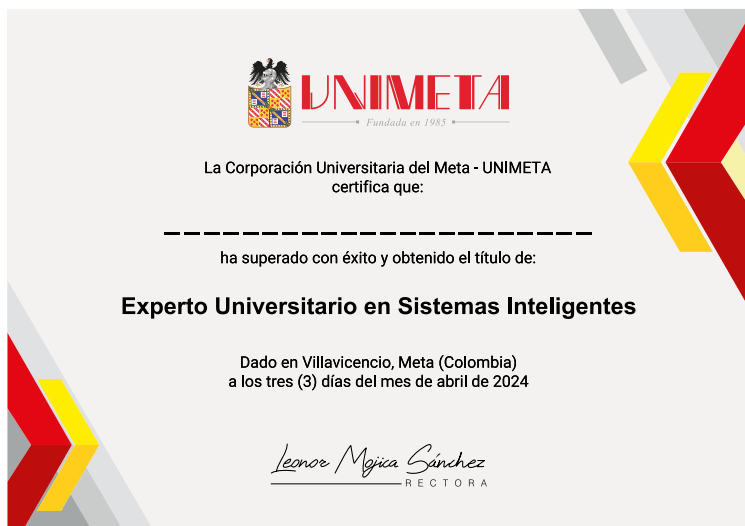 UNIMETA
Fundada en 1985
La Corporación Universitaria del Meta - UNIMETA
certifica que:
ha superado con éxito y obtenido el título de:
Experto Universitario en Sistemas Inteligentes
Dado en Villavicencio, Meta (Colombia)
a los tres (3) días del mes de abril de 2024
Leonor Mojica Sánchez
RECTORA